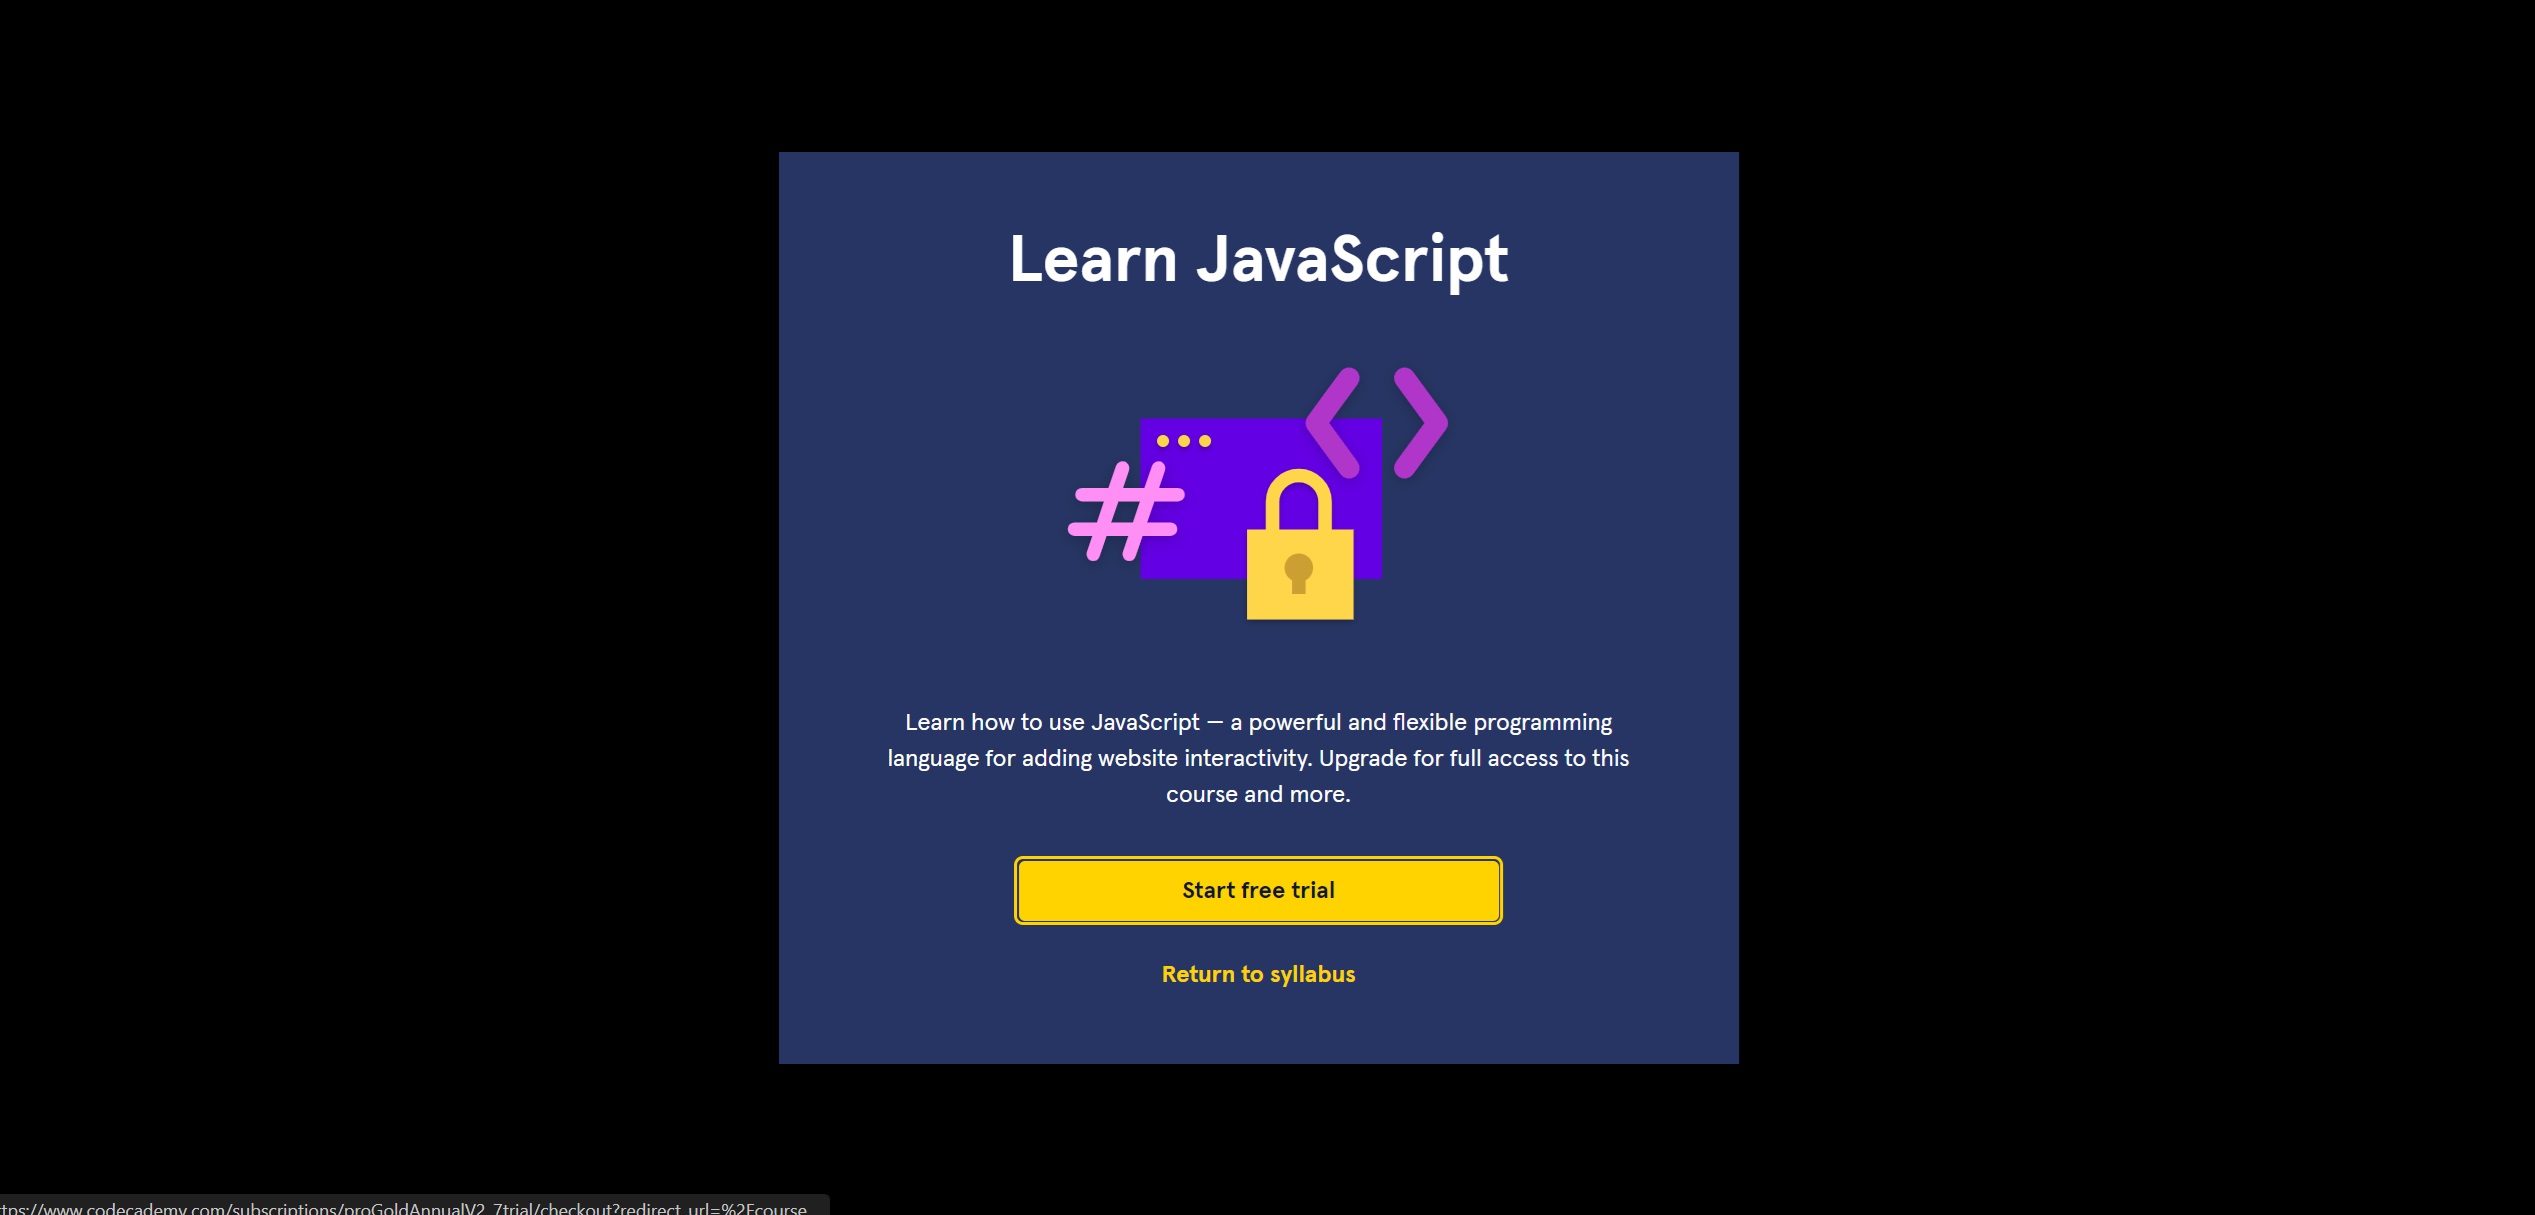 Learn JavaScript
#
Learn how to use JavaScript — a powerful and flexible programming
language for adding website interactivity. Upgrade for full access to this
course and more.
Start free trial
Return to syllabus
tps://www.codecademy.com/subscriptions/proGoldAnnualV2_7trial/checkout?redirect_url=%2Fcourse...